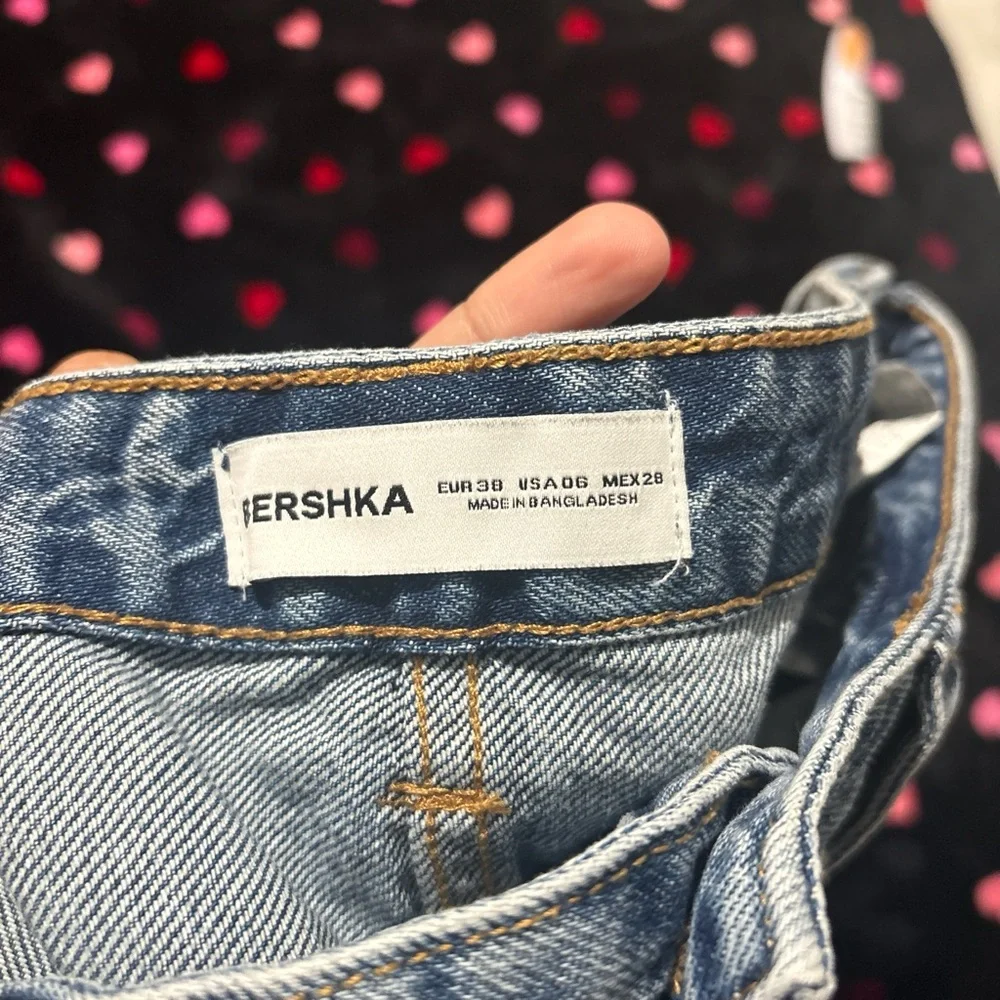 BERSHKA
EUR 38 USA 06 MEX 28
MADE IN BANGLADESH